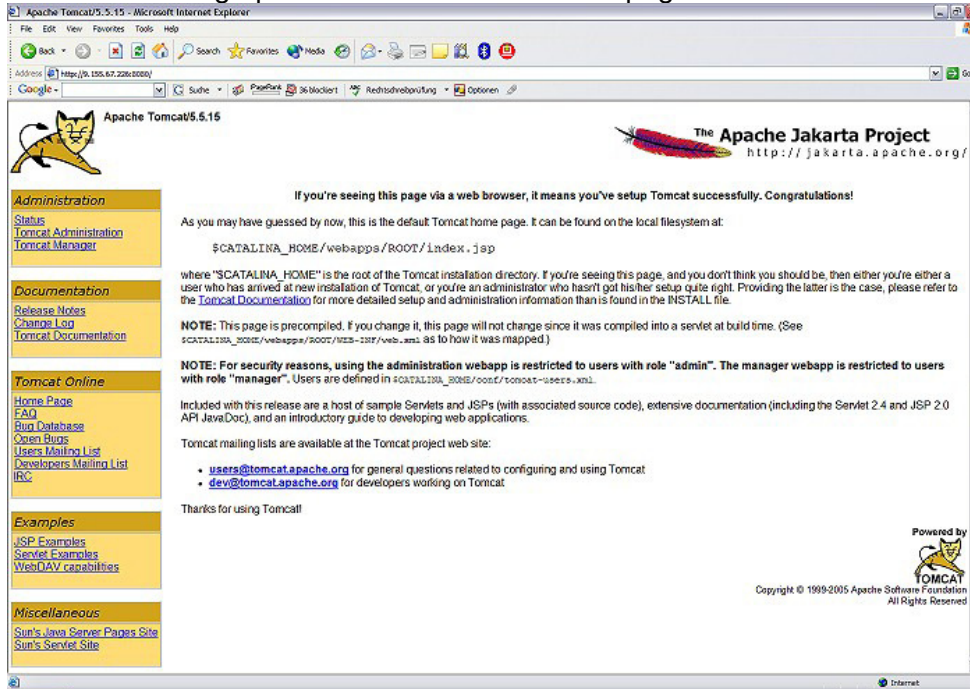 Apache Tomcat/5.5.15 - Microsoft Internet Explorer
File Edit View Favorites Tools Help
Back Search Favorites Media
Address http://9.155.67.226:8080/ Go
Google - Suche PageRank 36 blockiert Rechtschreibprüfung Optionen
Apache Tomcat/5.5.15
The Apache Jakarta Project
http://jakarta.apache.org/
Administration
Status
Tomcat Administration
Tomcat Manager
Documentation
Release Notes
Change Log
Tomcat Documentation
Tomcat Online
Home Page
FAQ
Bug Database
Open Bugs
Users Mailing List
Developers Mailing List
IRC
Examples
JSP Examples
Servlet Examples
WebDAV capabilities
Miscellaneous
Sun's Java Server Pages Site
Sun's Servlet Site
If you're seeing this page via a web browser, it means you've setup Tomcat successfully. Congratulations!
As you may have guessed by now, this is the default Tomcat home page. It can be found on the local filesystem at:
$CATALINA_HOME/webapps/ROOT/index.jsp
where "$CATALINA_HOME" is the root of the Tomcat installation directory. If you're seeing this page, and you don't think you should be, then either you're either a
user who has arrived at new installation of Tomcat, or you're an administrator who hasn't got his/her setup quite right. Providing the latter is the case, please refer to
the Tomcat Documentation for more detailed setup and administration information than is found in the INSTALL file.
NOTE: This page is precompiled. If you change it, this page will not change since it was compiled into a servlet at build time. (See
$CATALINA_HOME/webapps/ROOT/WEB-INF/web.xml as to how it was mapped.)
NOTE: For security reasons, using the administration webapp is restricted to users with role "admin". The manager webapp is restricted to users
with role "manager". Users are defined in $CATALINA_HOME/conf/tomcat-users.xml.
Included with this release are a host of sample Servlets and JSPs (with associated source code), extensive documentation (including the Servlet 2.4 and JSP 2.0
API JavaDoc), and an introductory guide to developing web applications.
Tomcat mailing lists are available at the Tomcat project web site:
• users@tomcat.apache.org for general questions related to configuring and using Tomcat
• dev@tomcat.apache.org for developers working on Tomcat
Thanks for using Tomcat!
Powered by
TOMCAT
Copyright © 1999-2005 Apache Software Foundation
All Rights Reserved
Internet